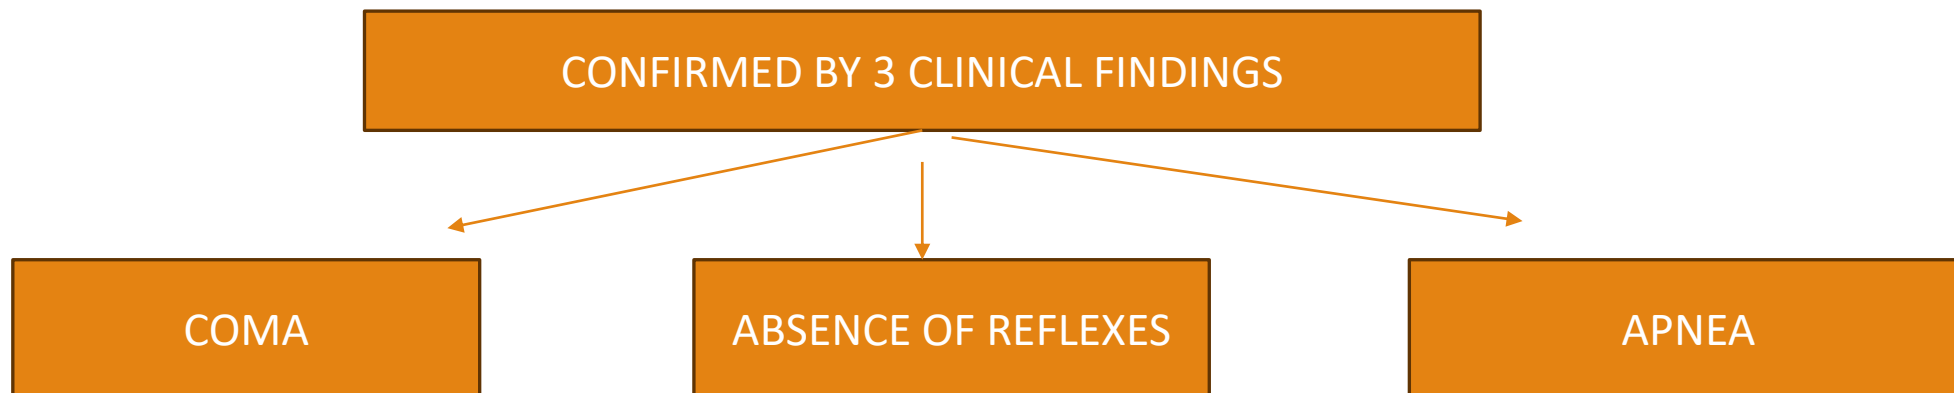 CONFIRMED BY 3 CLINICAL FINDINGS
COMA
ABSENCE OF REFLEXES
APNEA